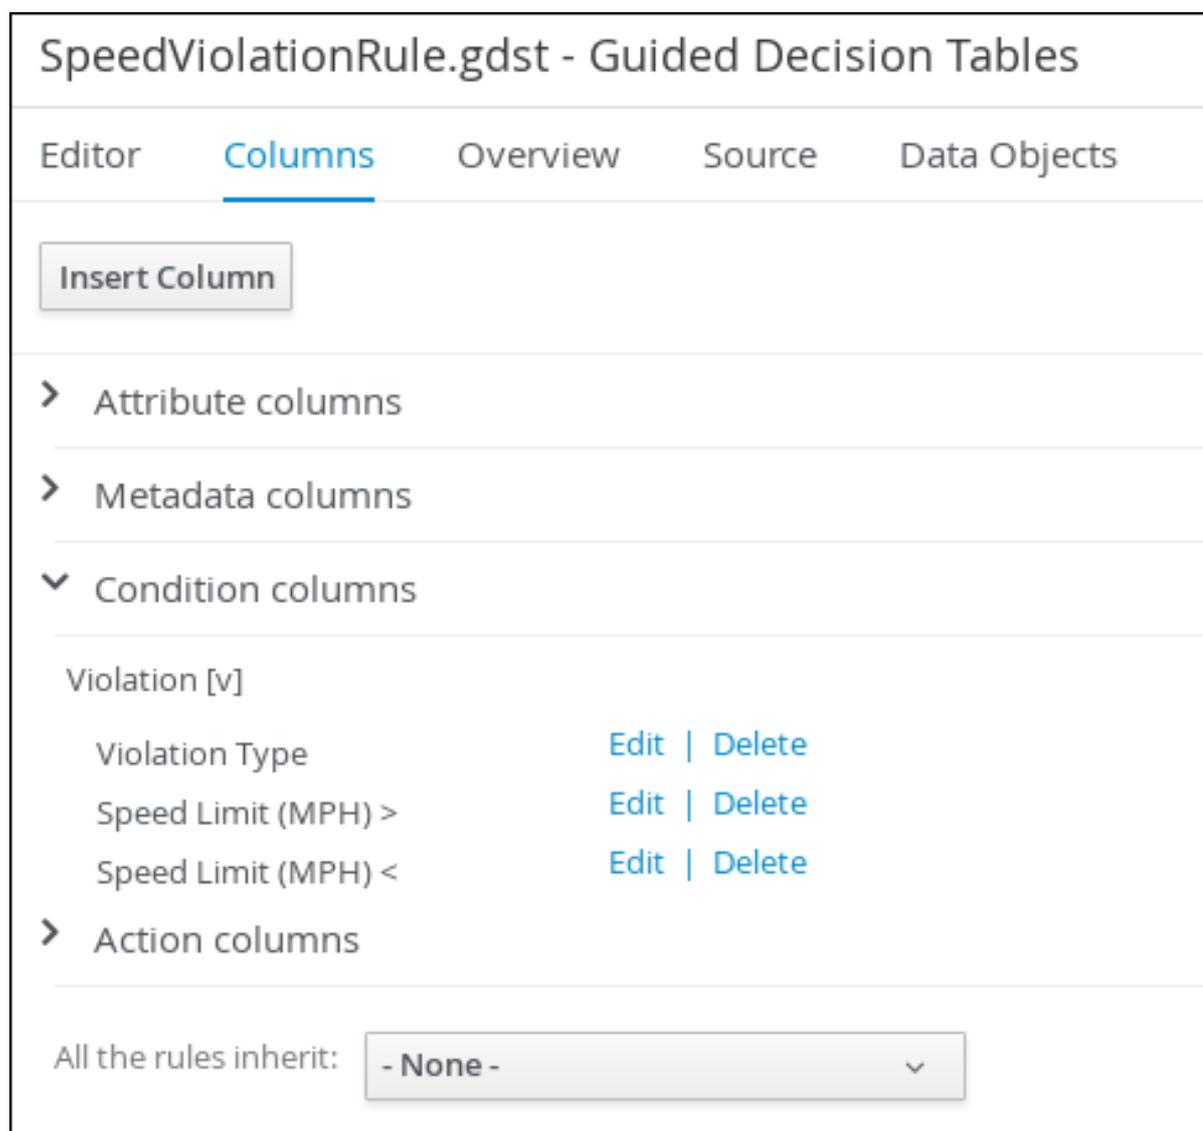 SpeedViolationRule.gdst - Guided Decision Tables
Editor Columns Overview Source Data Objects
Insert Column
Attribute columns
Metadata columns
Condition columns
Violation [v]
Violation Type Edit | Delete
Speed Limit (MPH) > Edit | Delete
Speed Limit (MPH) < Edit | Delete
Action columns
All the rules inherit: - None -